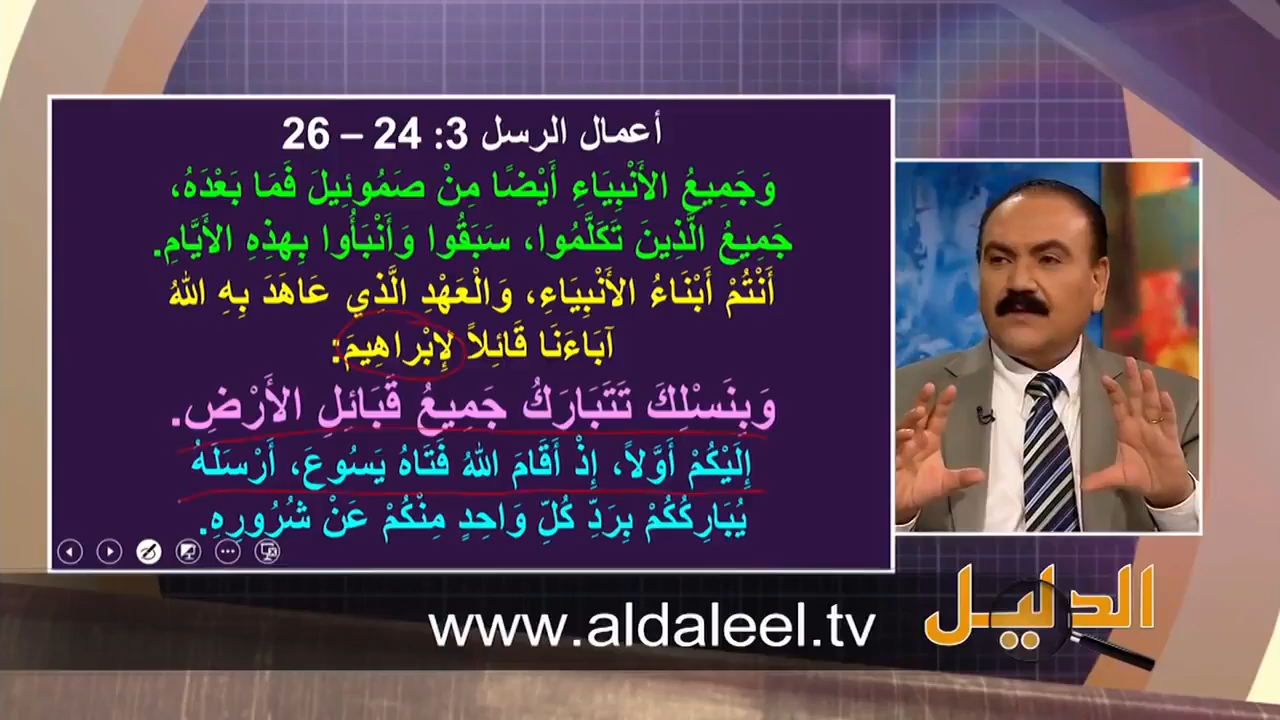 أعمال الرسل 3: 24 – 26
وَجَمِيعُ الأَنْبِيَاءِ أَيْضًا مِنْ صَمُوئِيلَ فَمَا بَعْدَهُ،
جَمِيعُ الَّذِينَ تَكَلَّمُوا، سَبَقُوا وَأَنْبَأُوا بِهذِهِ الأَيَّامِ.
أَنْتُمْ أَبْنَاءُ الأَنْبِيَاءِ، وَالْعَهْدِ الَّذِي عَاهَدَ بِهِ اللهُ
آبَاءَنَا قَائِلاً لإِبْراهِيمَ:
وَبِنَسْلِكَ تَتَبَارَكُ جَمِيعُ قَبَائِلِ الأَرْضِ.
إِلَيْكُمْ أَوَّلاً، إِذْ أَقَامَ اللهُ فَتَاهُ يَسُوعَ، أَرْسَلَهُ
يُبَارِكُكُمْ بِرَدِّ كُلِّ وَاحِدٍ مِنْكُمْ عَنْ شُرُورِهِ.
www.aldaleel.tv
الدليل